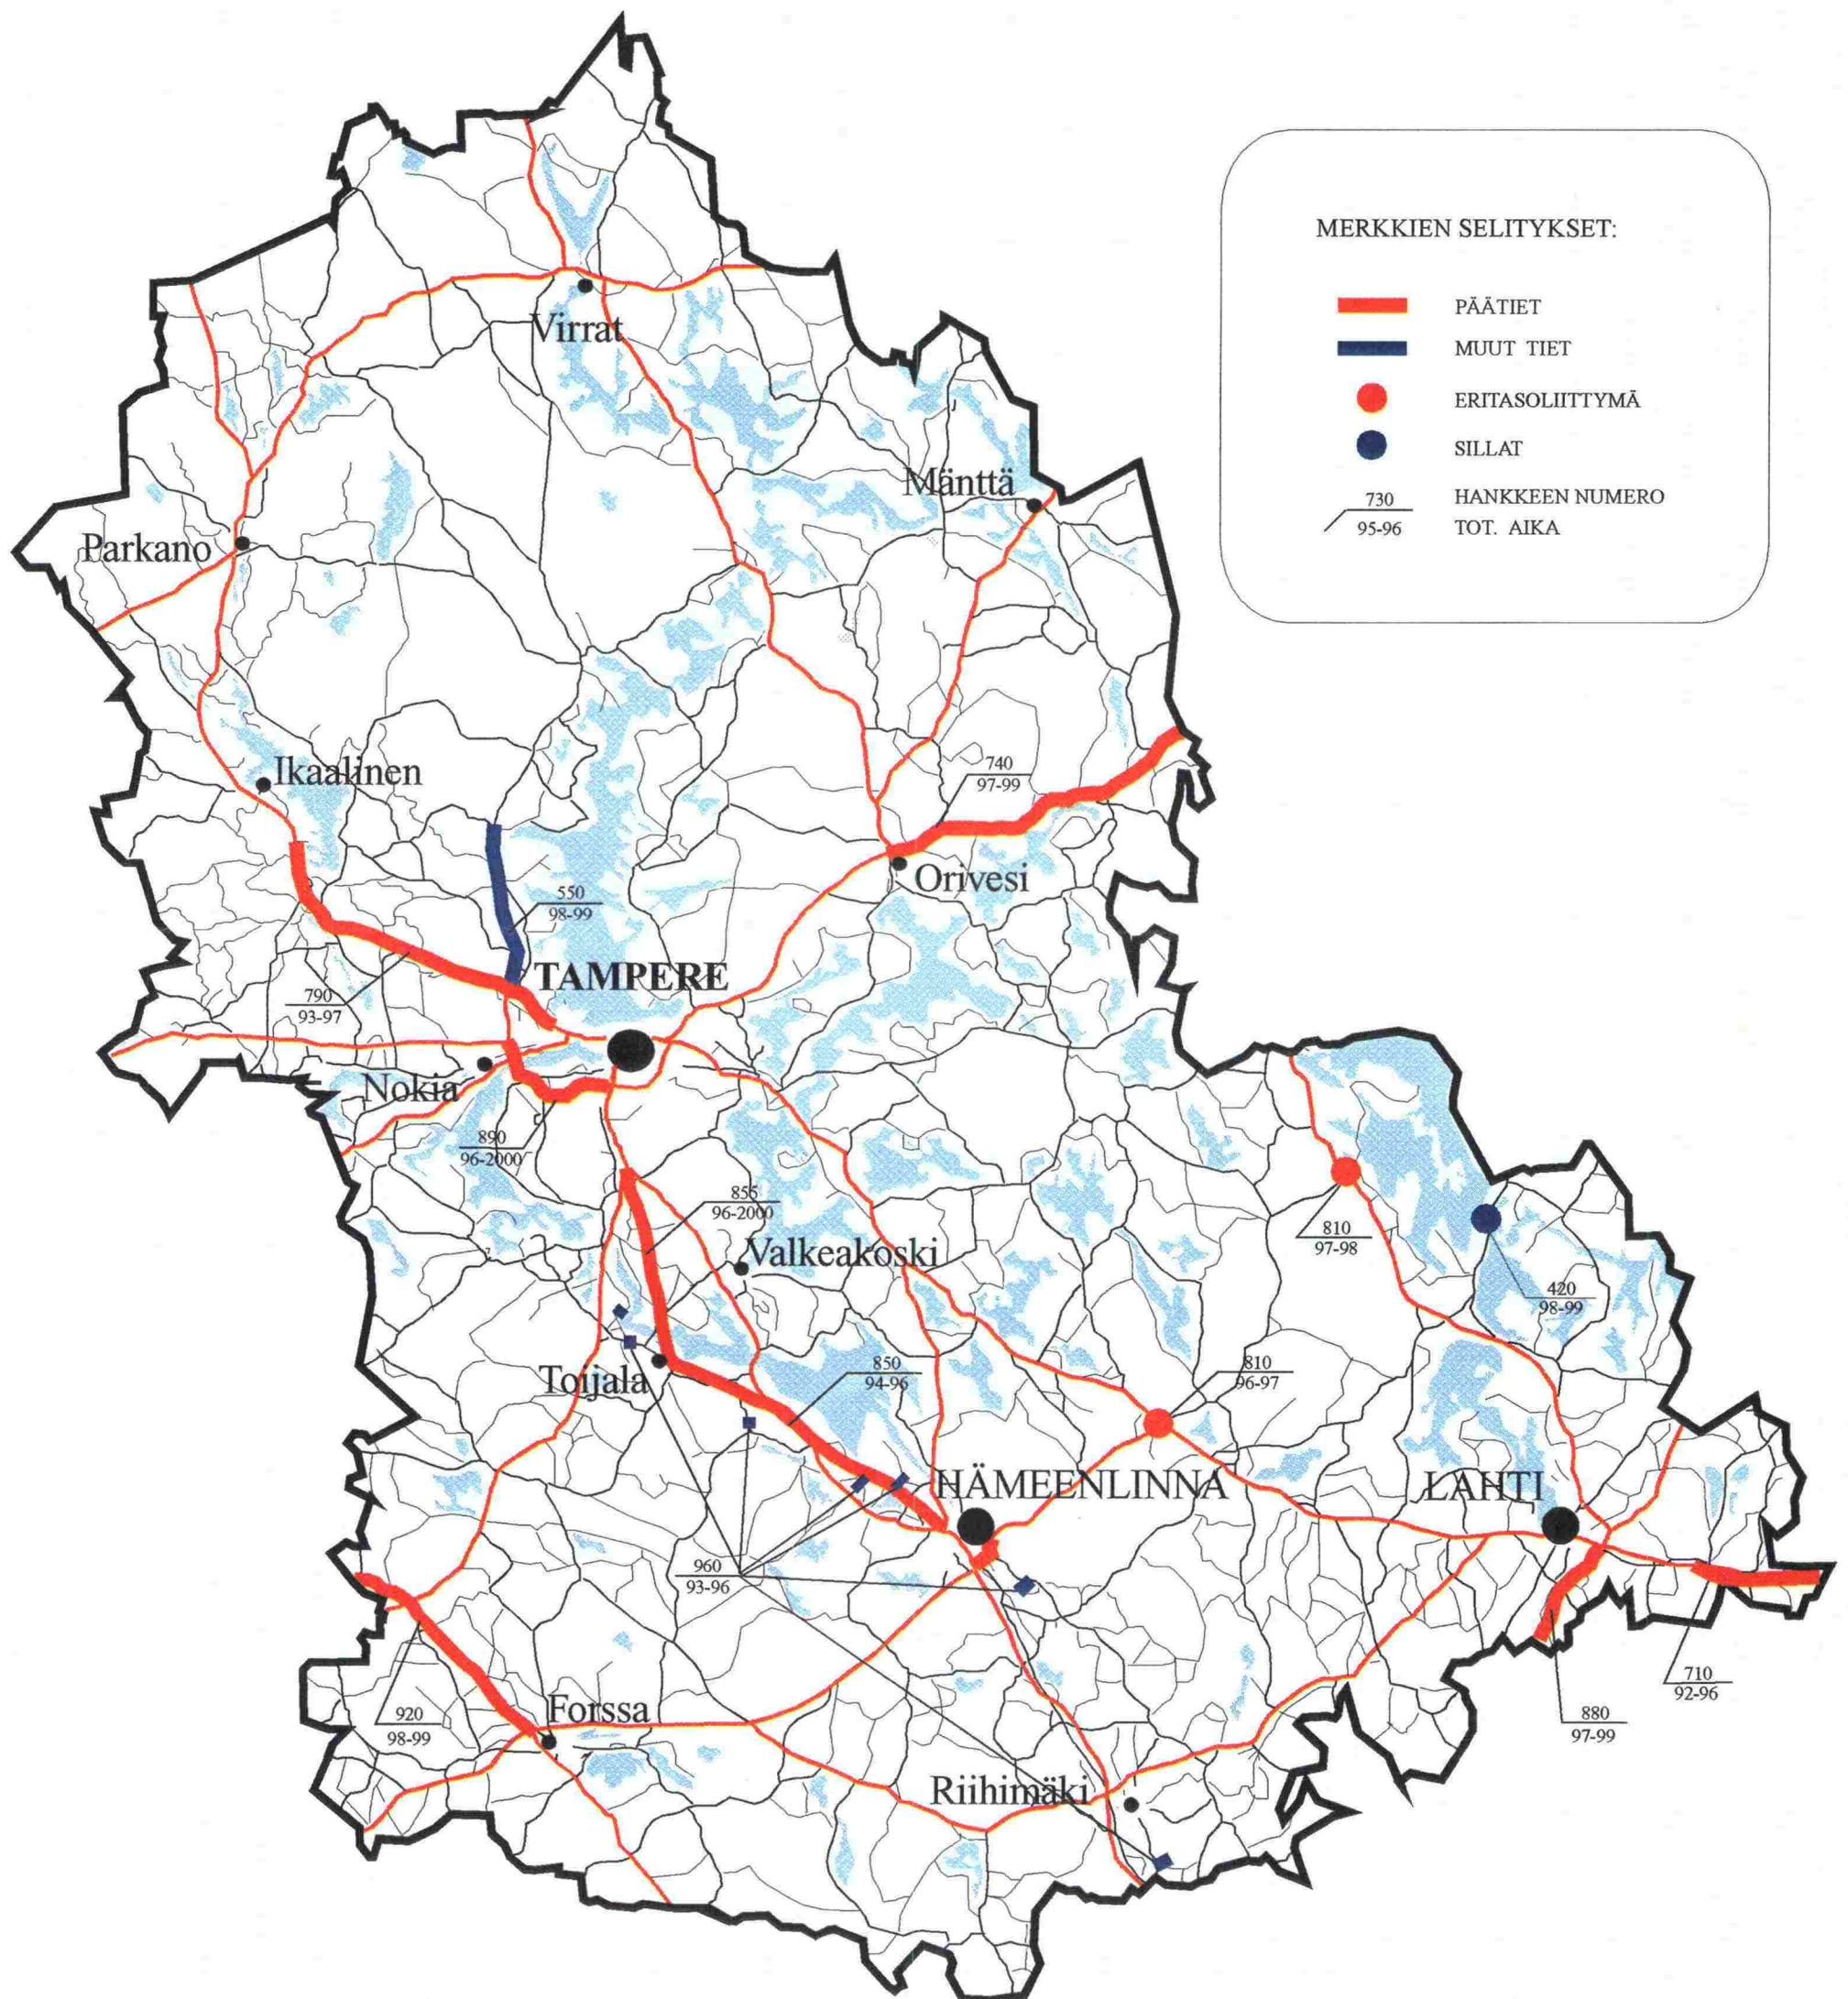 MERKKIEN SELITYKSET:
PÄÄTIET
MUUT TIET
ERITASOLIITTYMÄ
SILLAT
730
95-96
HANKKEEN NUMERO
TOT. AIKA
Virrat
Mänttä
Parkano
Ikaalinen
740
97-99
Orivesi
550
98-99
TAMPERE
790
93-97
Nokia
890
96-2000
855
96-2000
Valkeakoski
810
97-98
420
98-99
Toijala
850
94-96
810
96-97
HÄMEENLINNA
LAHTI
960
93-96
920
98-99
Forssa
710
92-96
880
97-99
Riihimäki